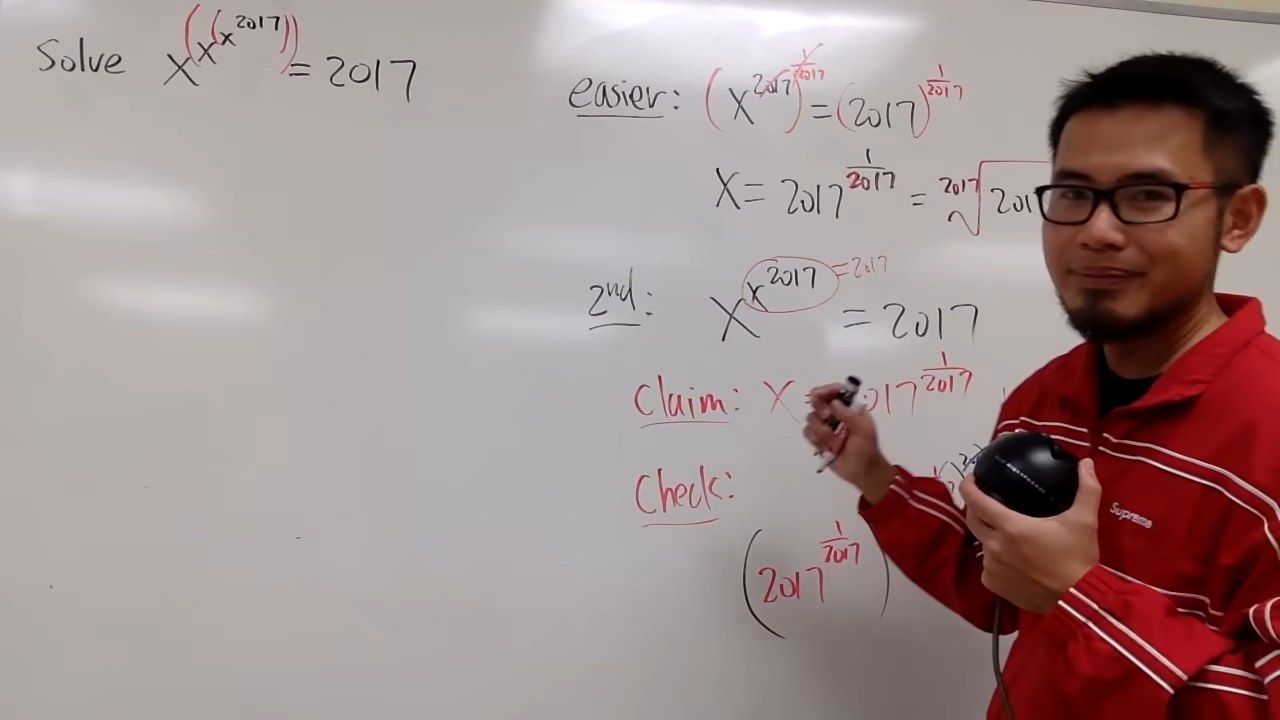 Solve x^(x^(x^2017)) = 2017
easier: (x^2017)^1/2017 = (2017)^1/2017
x = 2017^1/2017 = 2017√201
2nd: x^x^2017 = 2017
= 2017
Claim: x 2017^1/2017
Check:
(2017^1/2017)
Supreme